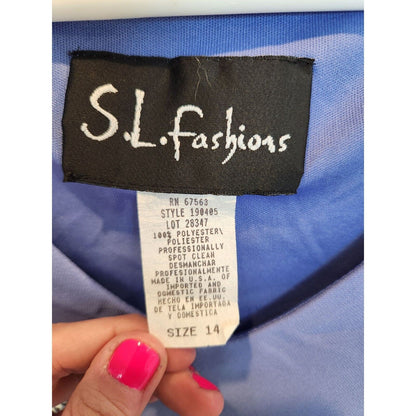 S.L. fashions
RN 67563
STYLE 190405
LOT 28347
100% POLYESTER\
POLIESTER
PROFESSIONALLY
SPOT CLEAN
DESMANCHAR
PROFESIONALMENTE
MADE IN U.S.A. OF
IMPORTED AND
DOMESTIC FABRIC
HECHO EN EE.UU.
DE TELA IMPORTADA
Y DOMESTICA
SIZE 14